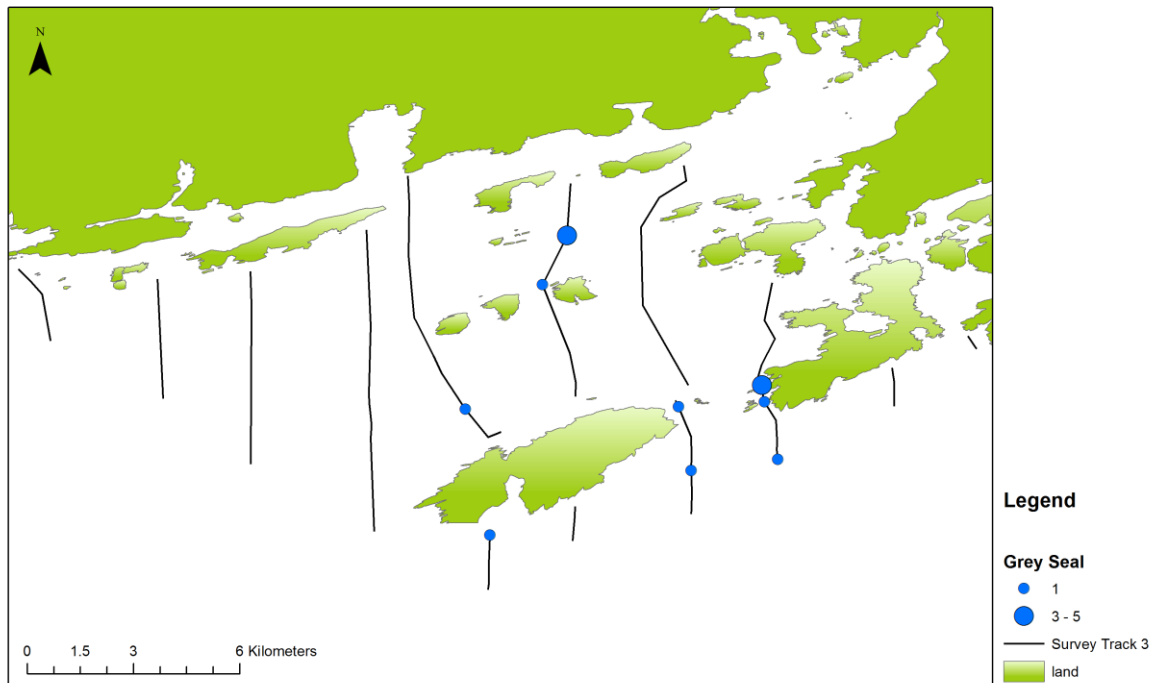 N
Legend
Grey Seal
1
3 - 5
Survey Track 3
land
0 1.5 3 6 Kilometers